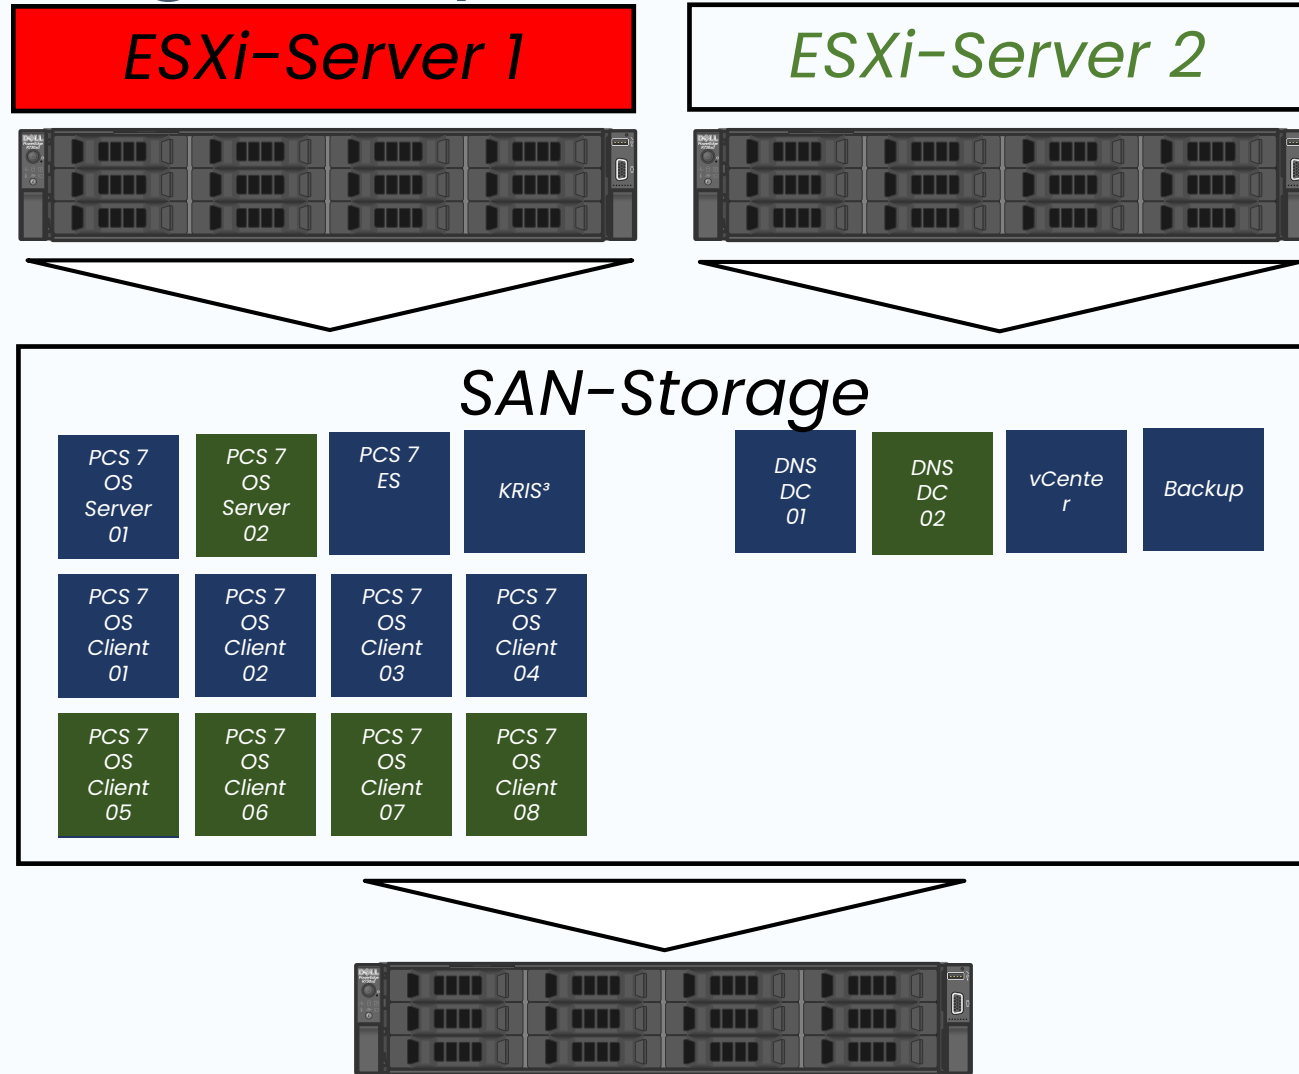 ESXi-Server 1
ESXi-Server 2
DELL
DELL
SAN-Storage
PCS 7
OS
Server
01
PCS 7
OS
Server
02
PCS 7
ES
KRIS³
DNS
DC
01
DNS
DC
02
vCente
r
Backup
PCS 7
OS
Client
01
PCS 7
OS
Client
02
PCS 7
OS
Client
03
PCS 7
OS
Client
04
PCS 7
OS
Client
05
PCS 7
OS
Client
06
PCS 7
OS
Client
07
PCS 7
OS
Client
08
DELL